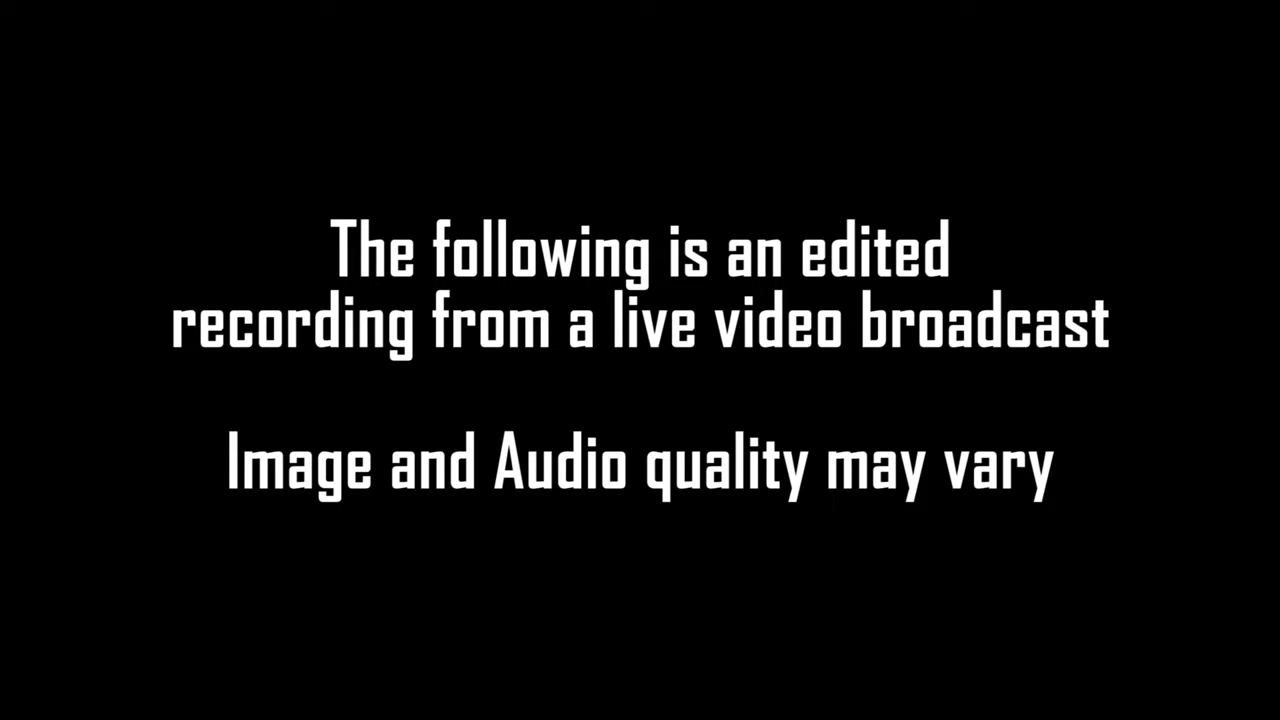 The following is an edited
recording from a live video broadcast
Image and Audio quality may vary